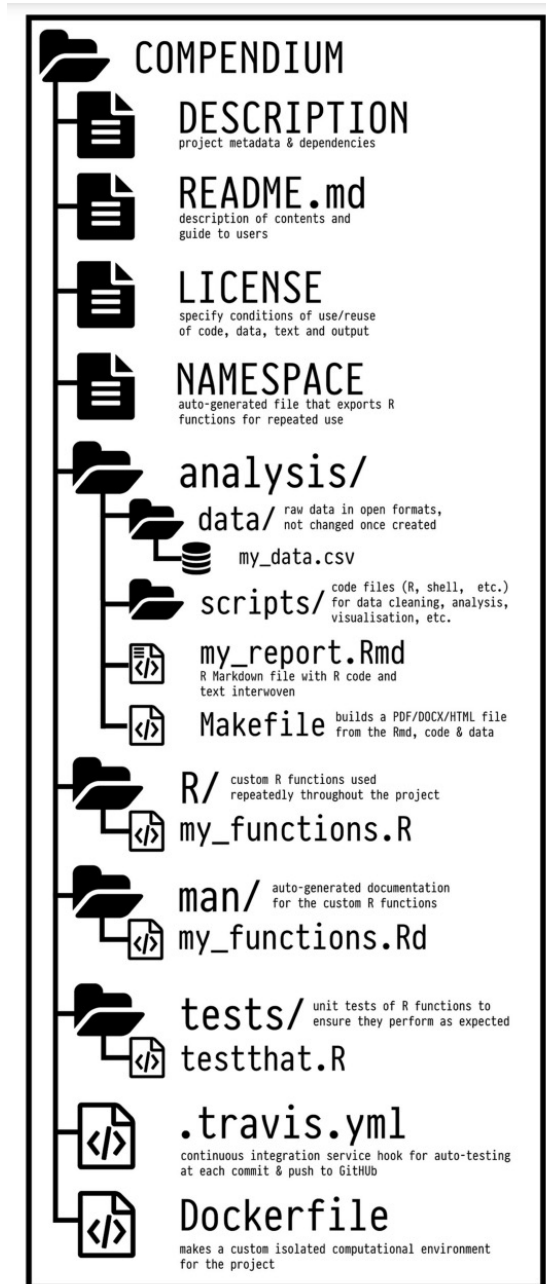 COMPENDIUM
DESCRIPTION
project metadata & dependencies
README.md
description of contents and
guide to users
LICENSE
specify conditions of use/reuse
of code, data, text and output
NAMESPACE
auto-generated file that exports R
functions for repeated use
analysis/
data/ raw data in open formats,
not changed once created
my_data.csv
scripts/ code files (R, shell, etc.)
for data cleaning, analysis,
visualisation, etc.
my_report.Rmd
R Markdown file with R code and
text interwoven
Makefile builds a PDF/DOCX/HTML file
from the Rmd, code & data
R/ custom R functions used
repeatedly throughout the project
my_functions.R
man/ auto-generated documentation
for the custom R functions
my_functions.Rd
tests/ unit tests of R functions to
ensure they perform as expected
testthat.R
.travis.yml
continuous integration service hook for auto-testing
at each commit & push to GitHUb
Dockerfile
makes a custom isolated computational environment
for the project